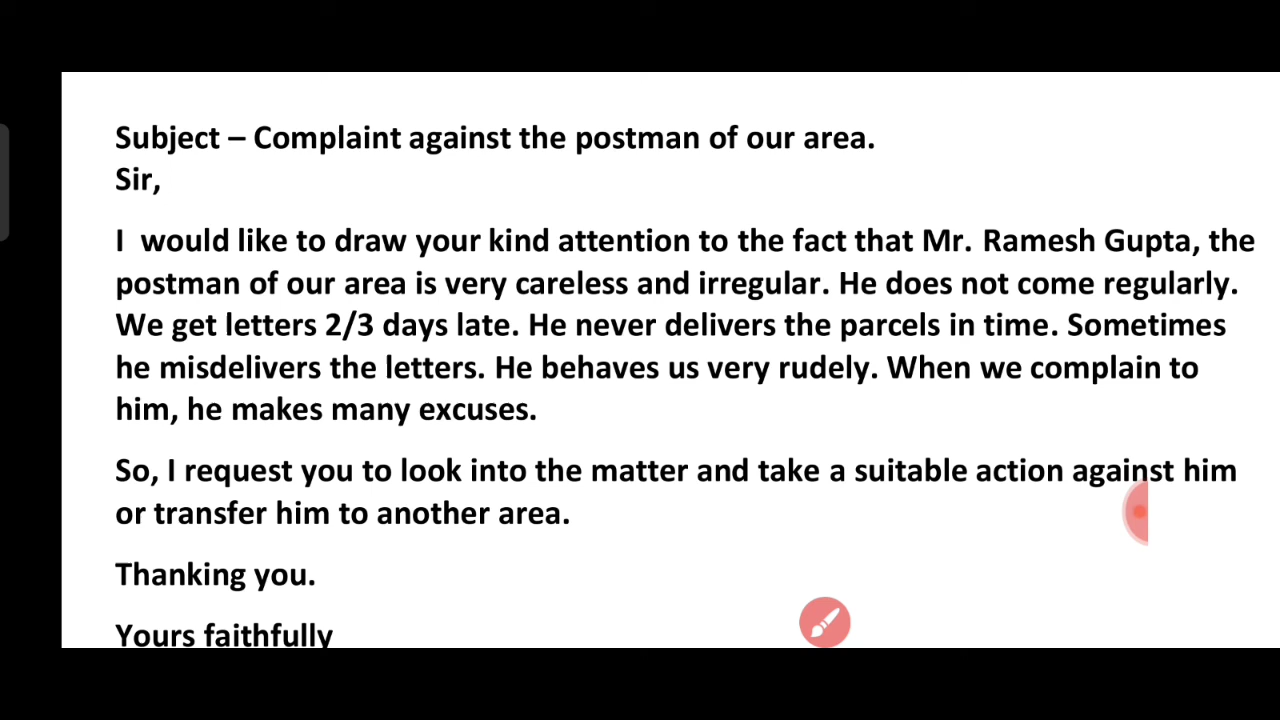 Subject – Complaint against the postman of our area.
Sir,
I  would like to draw your kind attention to the fact that Mr. Ramesh Gupta, the
postman of our area is very careless and irregular. He does not come regularly.
We get letters 2/3 days late. He never delivers the parcels in time. Sometimes
he misdelivers the letters. He behaves us very rudely. When we complain to
him, he makes many excuses.
So, I request you to look into the matter and take a suitable action against him
or transfer him to another area.
Thanking you.
Yours faithfully